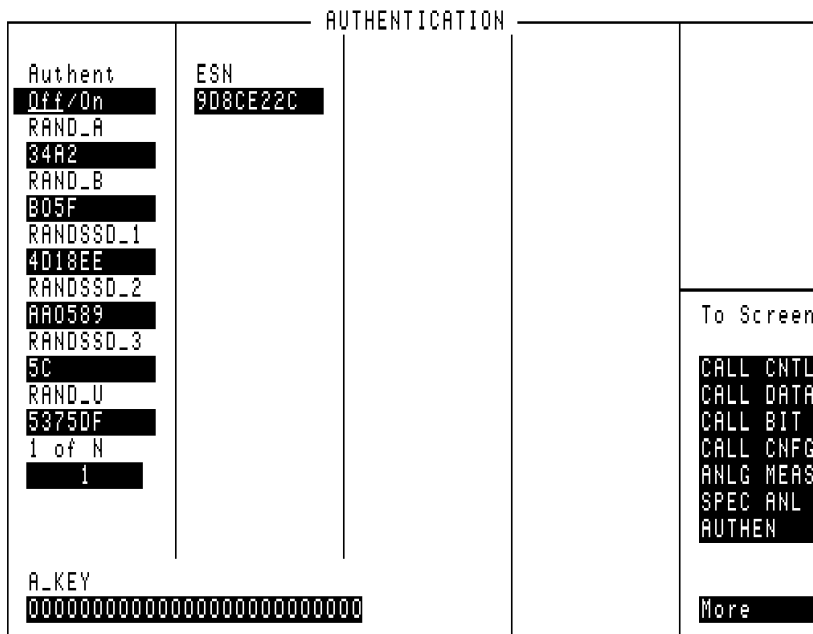 AUTHENTICATION
Authent
Off/On
RAND_A
34A2
RAND_B
B05F
RANDSSD_1
4D18EE
RANDSSD_2
AA0589
RANDSSD_3
5C
RAND_U
5375DF
1 of N
1
A_KEY
00000000000000000000000000
ESN
9D8CE22C
To Screen
CALL CNTL
CALL DATA
CALL BIT
CALL CNFG
ANLG MEAS
SPEC ANL
AUTHEN
More